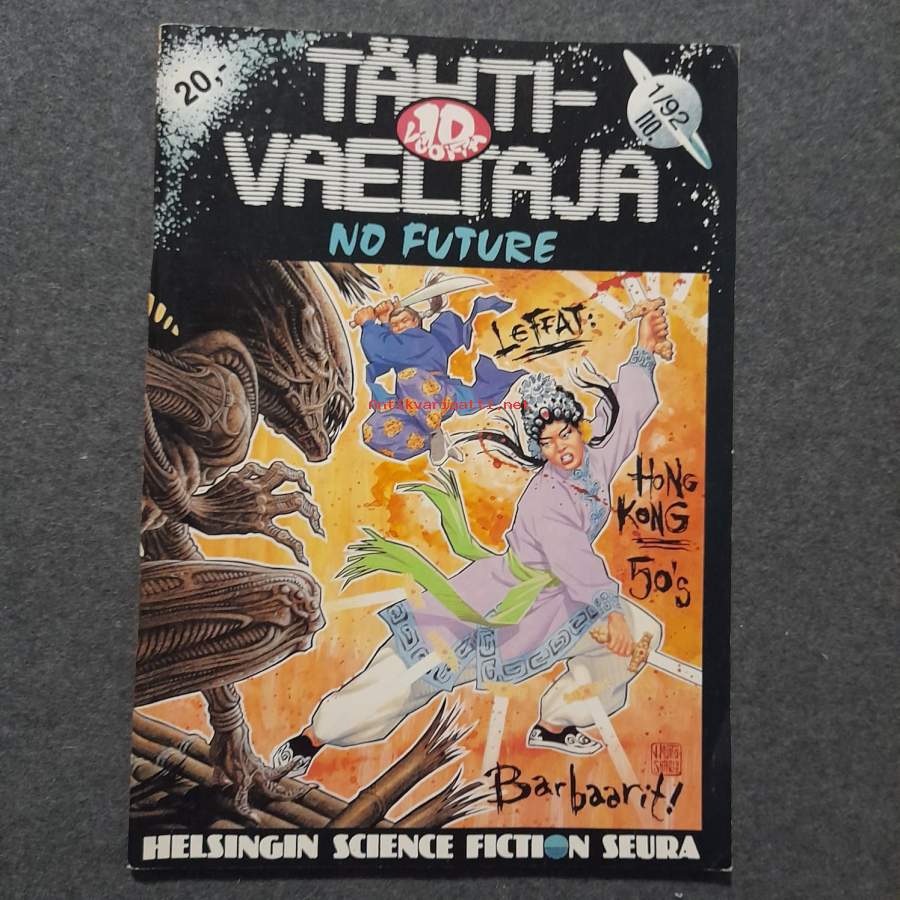 20,-
TÄHTI-
10
VUOTTA
VAELTAJA
1/92
no.
NO FUTURE
LEFFAT:
Antikvariaatti.net
HONG
KONG
50's
Barbaarit!
HELSINGIN SCIENCE FICTION SEURA